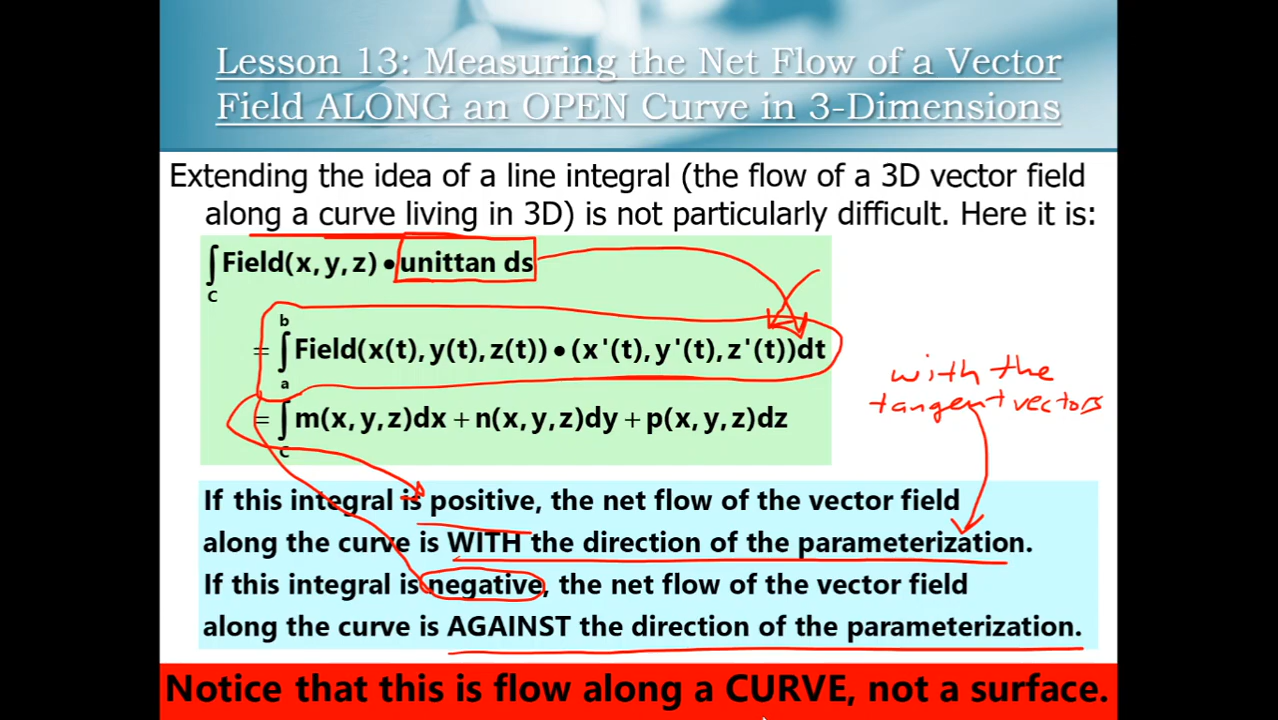 Lesson 13: Measuring the Net Flow of a Vector
Field ALONG an OPEN Curve in 3-Dimensions
Extending the idea of a line integral (the flow of a 3D vector field
along a curve living in 3D) is not particularly difficult. Here it is:
∫_C Field(x,y,z) • unittan ds
= ∫_a^b Field(x(t), y(t), z(t)) • (x'(t), y'(t), z'(t))dt
with the
tangent vectors
= ∫_C m(x,y,z)dx + n(x,y,z)dy + p(x,y,z)dz
If this integral is positive, the net flow of the vector field
along the curve is WITH the direction of the parameterization.
If this integral is negative, the net flow of the vector field
along the curve is AGAINST the direction of the parameterization.
Notice that this is flow along a CURVE, not a surface.